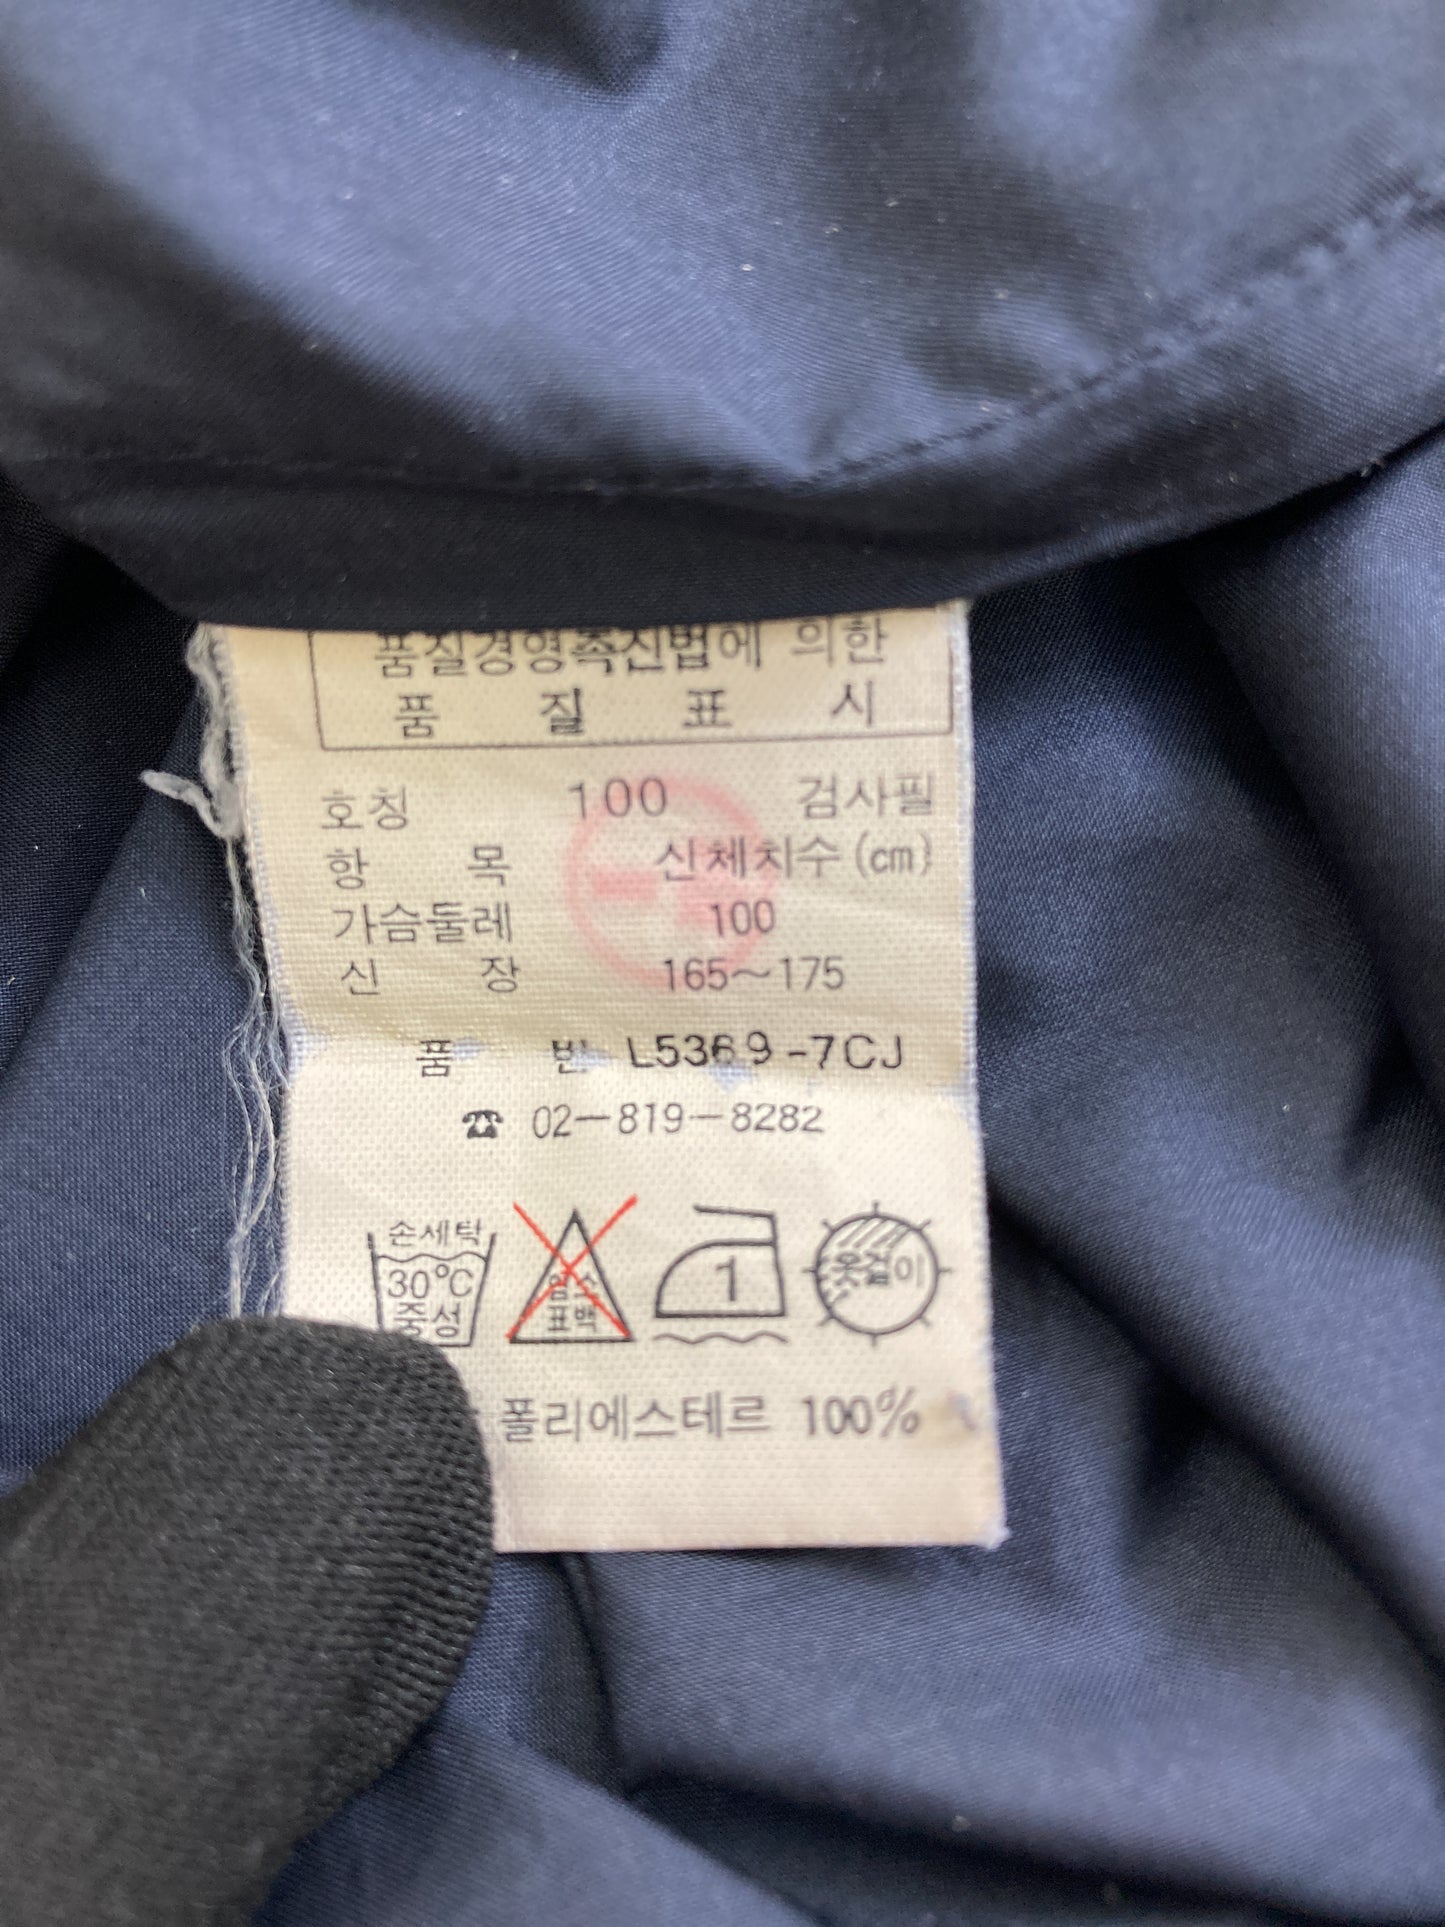 품질경영촉진법에 의한
품 질 표 시
호칭 100 검사필
항 목 신체치수(cm)
가슴둘레 100
신 장 165~175
품 번 L5369-7CJ
☎ 02-819-8282
손세탁
30°C
중성
염소
표백
1
옷걸이
폴리에스테르 100%